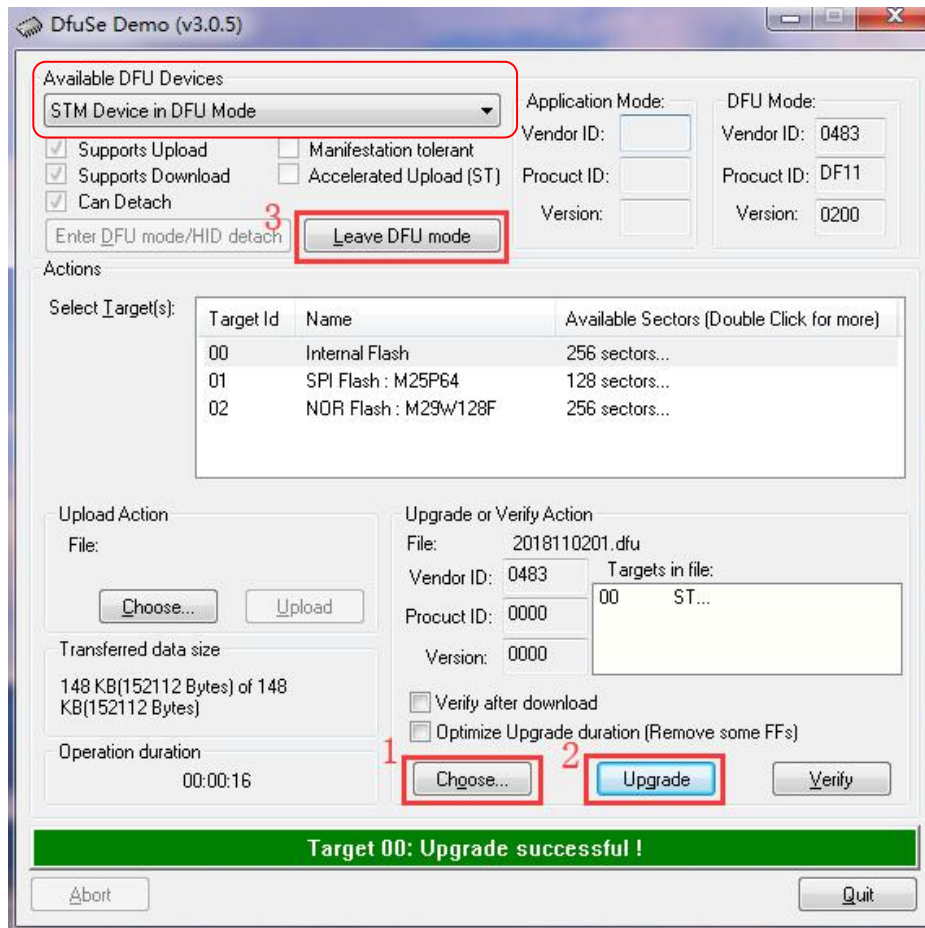 DfuSe Demo (v3.0.5)
Available DFU Devices
STM Device in DFU Mode
Supports Upload
Manifestation tolerant
Supports Download
Accelerated Upload (ST)
Can Detach
3
Enter DFU mode/HID detach
Leave DFU mode
Application Mode:
Vendor ID:
Procuct ID:
Version:
DFU Mode:
Vendor ID: 0483
Procuct ID: DF11
Version: 0200
Actions
Select Target(s):
Target Id Name Available Sectors (Double Click for more)
00 Internal Flash 256 sectors...
01 SPI Flash : M25P64 128 sectors...
02 NOR Flash : M29W128F 256 sectors...
Upload Action
File:
Choose... Upload
Transferred data size
148 KB(152112 Bytes) of 148
KB(152112 Bytes)
Operation duration
00:00:16
Upgrade or Verify Action
File: 2018110201.dfu
Vendor ID: 0483
Procuct ID: 0000
Version: 0000
Targets in file:
00 ST...
Verify after download
Optimize Upgrade duration (Remove some FFs)
1 Choose... 2 Upgrade Verify
Target 00: Upgrade successful !
Abort Quit